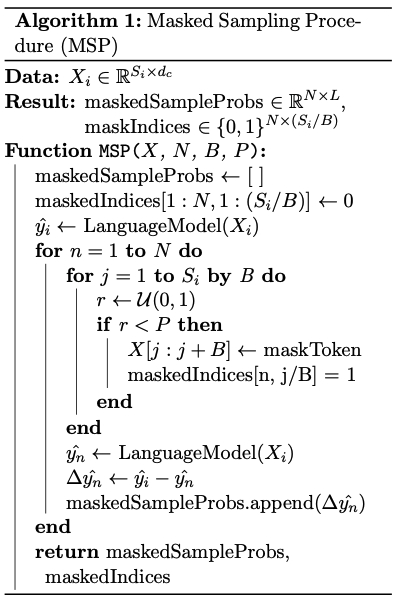 Algorithm 1: Masked Sampling Proce-
dure (MSP)
Data: $X_i \in \mathbb{R}^{S_i \times d_c}$
Result: maskedSampleProbs $\in \mathbb{R}^{N \times L}$,
maskIndices $\in \{0, 1\}^{N \times (S_i/B)}$
Function MSP(X, N, B, P):
maskedSampleProbs ← [ ]
maskedIndices[1 : N, 1 : ($S_i$/B)] ← 0
$\hat{y_i}$ ← LanguageModel($X_i$)
for n = 1 to N do
for j = 1 to $S_i$ by B do
r ← $\mathcal{U}$(0, 1)
if r < P then
X[j : j + B] ← maskToken
maskedIndices[n, j/B] = 1
end
end
$\hat{y_n}$ ← LanguageModel($X_i$)
$\Delta\hat{y_n}$ ← $\hat{y_i} - \hat{y_n}$
maskedSampleProbs.append($\Delta\hat{y_n}$)
end
return maskedSampleProbs,
maskedIndices